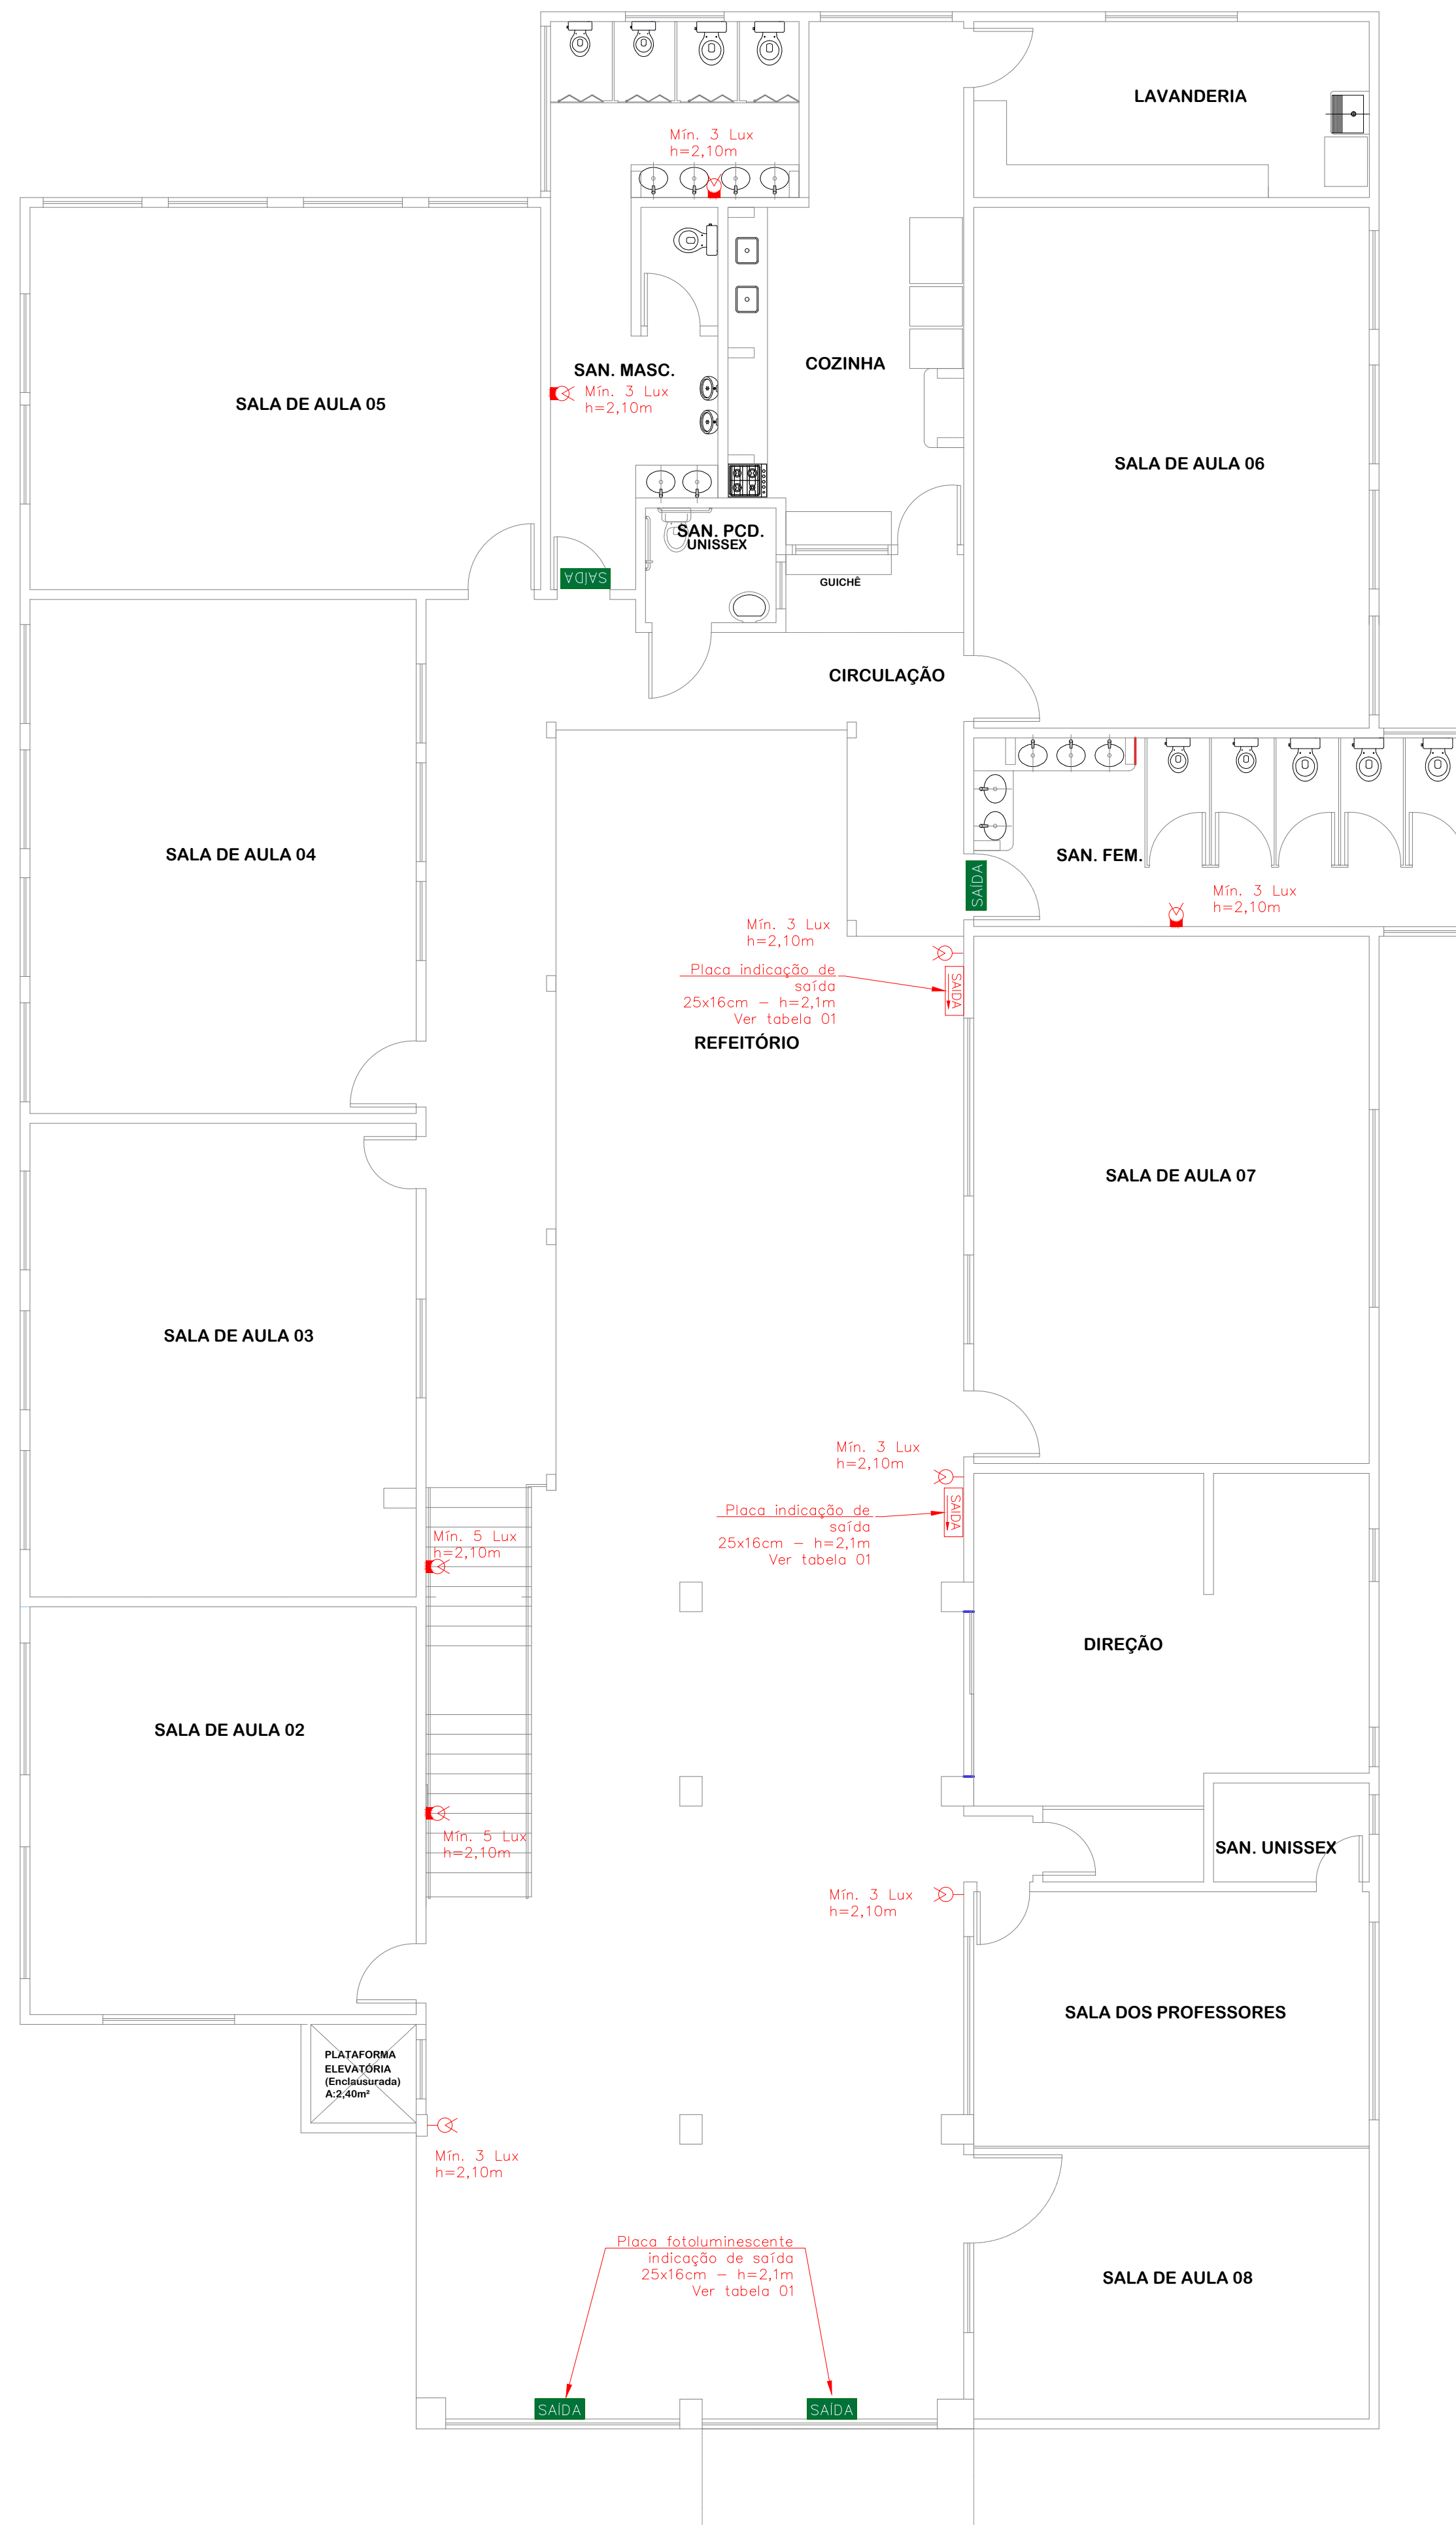 LAVANDERIA
Mín. 3 Lux
h=2,10m
SAN. MASC.
Mín. 3 Lux
h=2,10m
COZINHA
SALA DE AULA 05
SALA DE AULA 06
SAN. PCD.
UNISSEX
SAÍDA
GUICHÊ
CIRCULAÇÃO
SALA DE AULA 04
SAN. FEM.
SAÍDA
Mín. 3 Lux
h=2,10m
Mín. 3 Lux
h=2,10m
Placa indicação de
saída
25x16cm – h=2,1m
Ver tabela 01
SAÍDA
REFEITÓRIO
SALA DE AULA 07
SALA DE AULA 03
Mín. 3 Lux
h=2,10m
Placa indicação de
saída
25x16cm – h=2,1m
Ver tabela 01
SAÍDA
Mín. 5 Lux
h=2,10m
DIREÇÃO
SALA DE AULA 02
Mín. 5 Lux
h=2,10m
SAN. UNISSEX
Mín. 3 Lux
h=2,10m
SALA DOS PROFESSORES
PLATAFORMA
ELEVATÓRIA
(Enclausurada)
A:2,40m²
Mín. 3 Lux
h=2,10m
Placa fotoluminescente
indicação de saída
25x16cm – h=2,1m
Ver tabela 01
SALA DE AULA 08
SAÍDA
SAÍDA